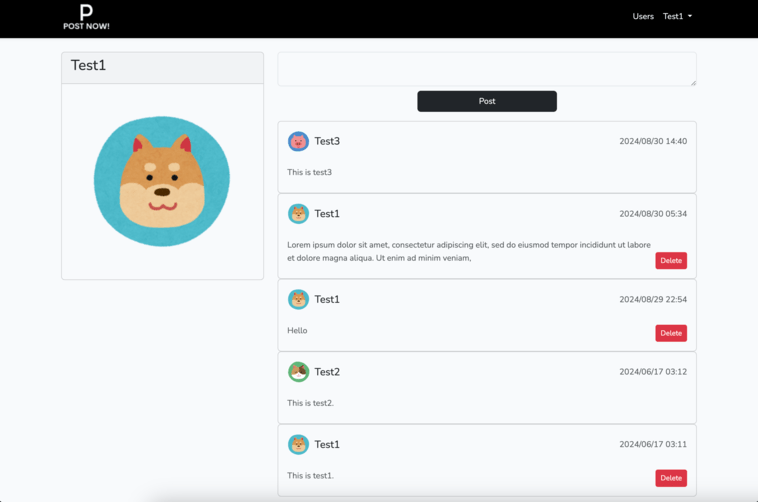 P
POST NOW!
Users
Test1
Test1
Post
Test3
2024/08/30 14:40
This is test3
Test1
2024/08/30 05:34
Lorem ipsum dolor sit amet, consectetur adipiscing elit, sed do eiusmod tempor incididunt ut labore
et dolore magna aliqua. Ut enim ad minim veniam,
Delete
Test1
2024/08/29 22:54
Hello
Delete
Test2
2024/06/17 03:12
This is test2.
Test1
2024/06/17 03:11
This is test1.
Delete